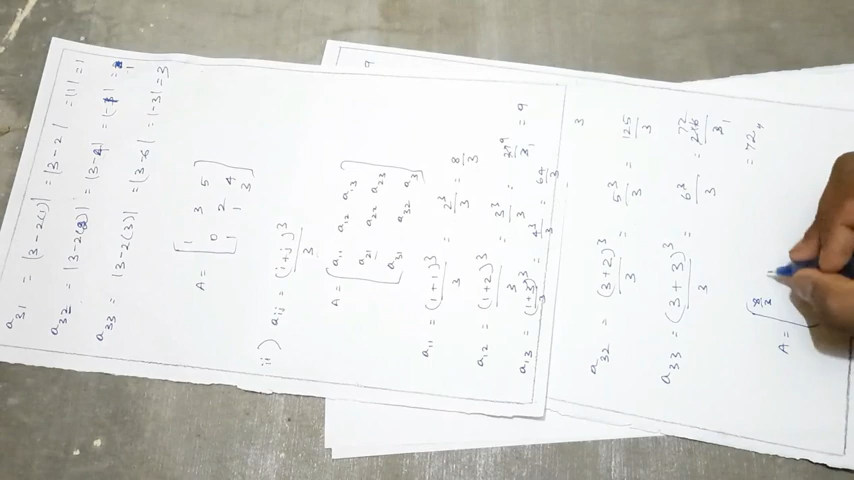 a31 = |3-2(1)| = |3-2| = |1| = 1
a32 = |3-2(2)| = |3-4| = |-1| = 1
a33 = |3-2(3)| = |3-6| = |-3| = 3
A = [1 3 5
0 2 4
1 1 3]
ii) aij = (i+j)³/3
A = [a11 a12 a13
a21 a22 a23
a31 a32 a3]
a11 = (1+1)³/3 = 2³/3 = 8/3
a12 = (1+2)³/3 = 3³/3 = 27/3 = 9
a13 = (1+3)³/3 = 4³/3 = 64/3
a32 = (3+2)³/3 = 5³/3 = 125/3
a33 = (3+3)³/3 = 6³/3 = 216/3 = 72
A = [8/3